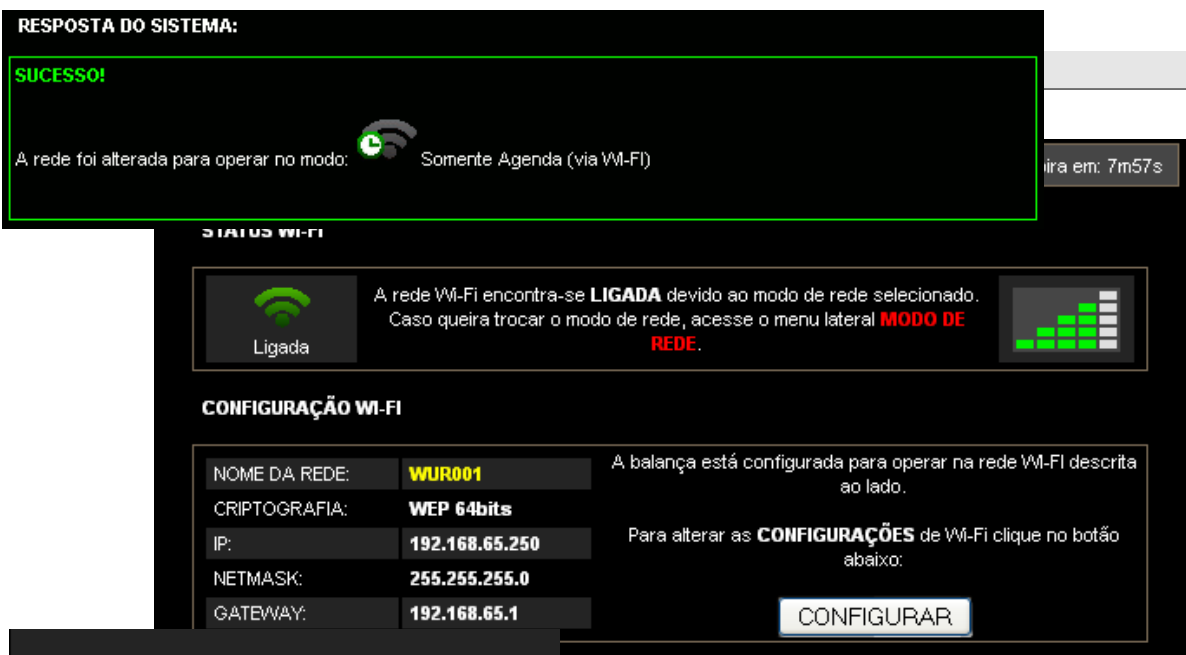 RESPOSTA DO SISTEMA:
SUCESSO!
A rede foi alterada para operar no modo: Somente Agenda (via WI-FI)
em: 7m57s
STATUS WI-FI
Ligada
A rede Wi-Fi encontra-se LIGADA devido ao modo de rede selecionado.
Caso queira trocar o modo de rede, acesse o menu lateral MODO DE
REDE.
CONFIGURAÇÃO WI-FI
NOME DA REDE: WUR001
CRIPTOGRAFIA: WEP 64bits
IP: 192.168.65.250
NETMASK: 255.255.255.0
GATEWAY: 192.168.65.1
A balança está configurada para operar na rede WI-FI descrita
ao lado.
Para alterar as CONFIGURAÇÕES de Wi-Fi clique no botão
abaixo:
CONFIGURAR